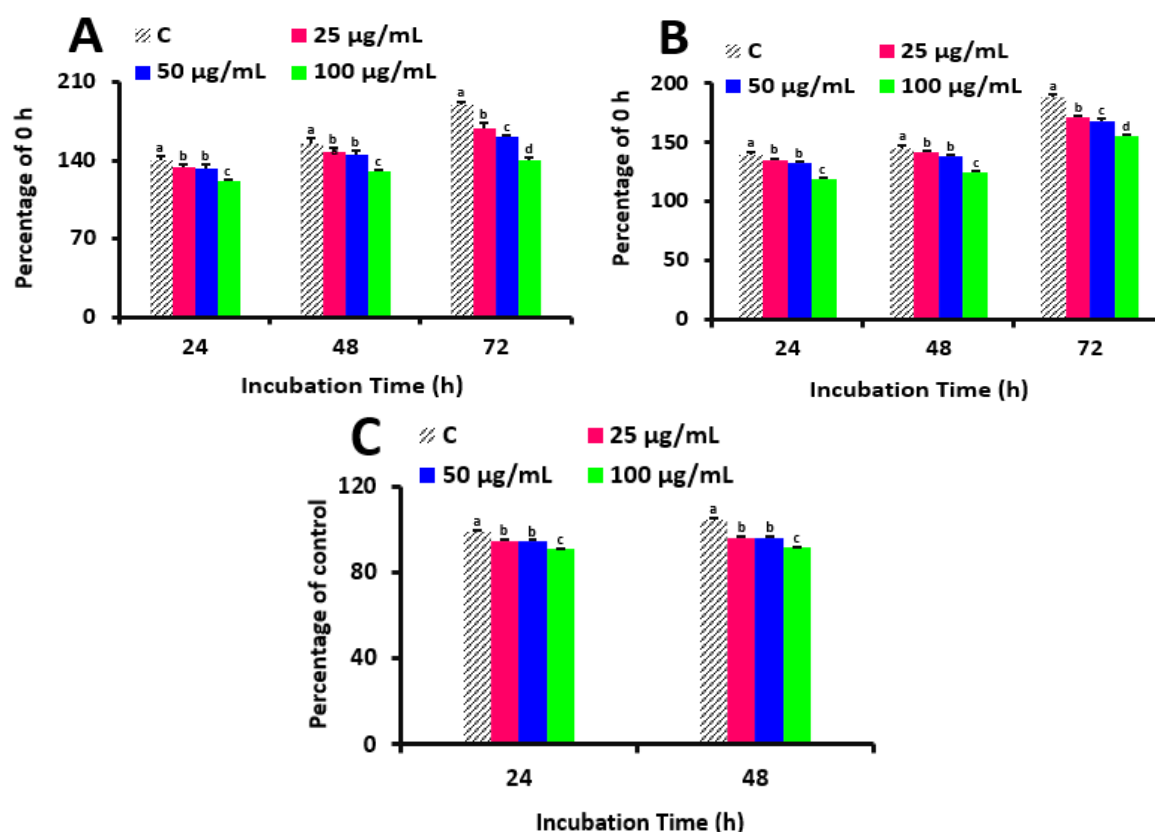 A
C 25 µg/mL
50 µg/mL 100 µg/mL
Percentage of 0 h
210
140
70
0
a b b c
a b b c
a b c d
24 48 72
Incubation Time (h)
B
C 25 µg/mL
50 µg/mL 100 µg/mL
Percentage of 0 h
200
150
100
50
0
a b b c
a b b c
a b c d
24 48 72
Incubation Time (h)
C
C 25 µg/mL
50 µg/mL 100 µg/mL
Percentage of control
120
80
40
0
a b b c
a b b c
24 48
Incubation Time (h)